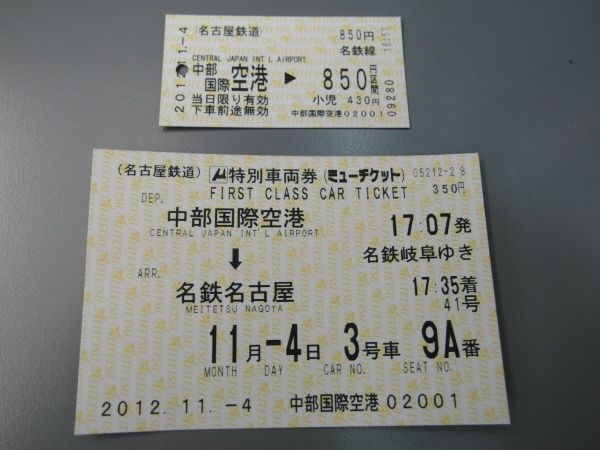 (名古屋鉄道) 850円
名鉄線
CENTRAL JAPAN INT'L AIRPORT
中部国際空港 ▶ 850円区間
当日限り有効 小児 430円
下車前途無効 中部国際空港02001
09280
(名古屋鉄道) μ特別車両券(ミューチケット) 05212-28
FIRST CLASS CAR TICKET 350円
DEP.
中部国際空港 17:07発
CENTRAL JAPAN INT'L AIRPORT
↓ 名鉄岐阜ゆき
ARR. 17:35着
名鉄名古屋 41号
MEITETSU NAGOYA
11月-4日 3号車 9A番
MONTH DAY CAR NO. SEAT NO.
2012.11.-4 中部国際空港 02001